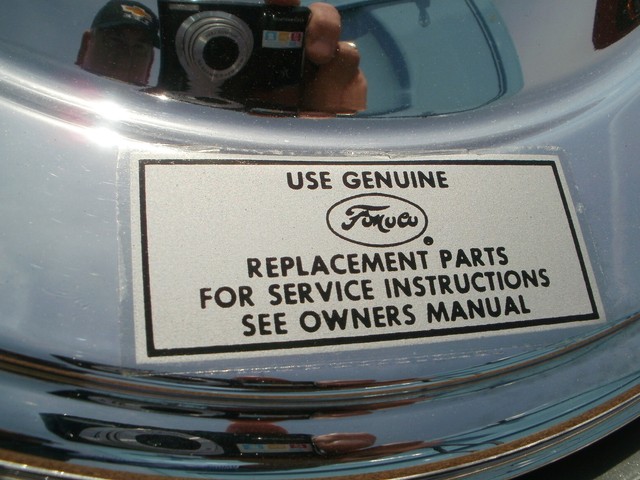 USE GENUINE
FoMoCo
REPLACEMENT PARTS
FOR SERVICE INSTRUCTIONS
SEE OWNERS MANUAL